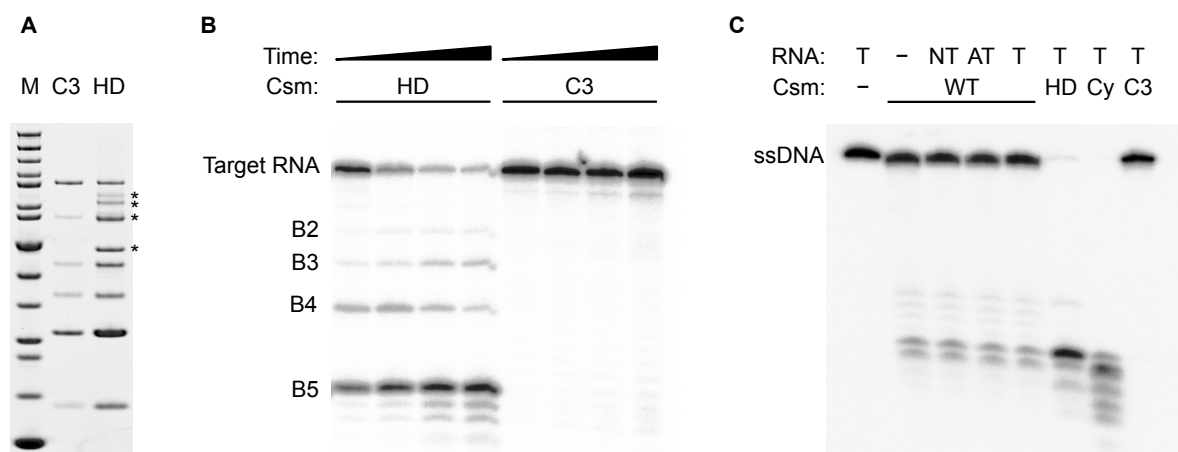 A
M C3 HD
*
*
*
*
B
Time:
Csm: HD C3
Target RNA
B2
B3
B4
B5
C
RNA: T – NT AT T T T T
Csm: – WT HD Cy C3
ssDNA